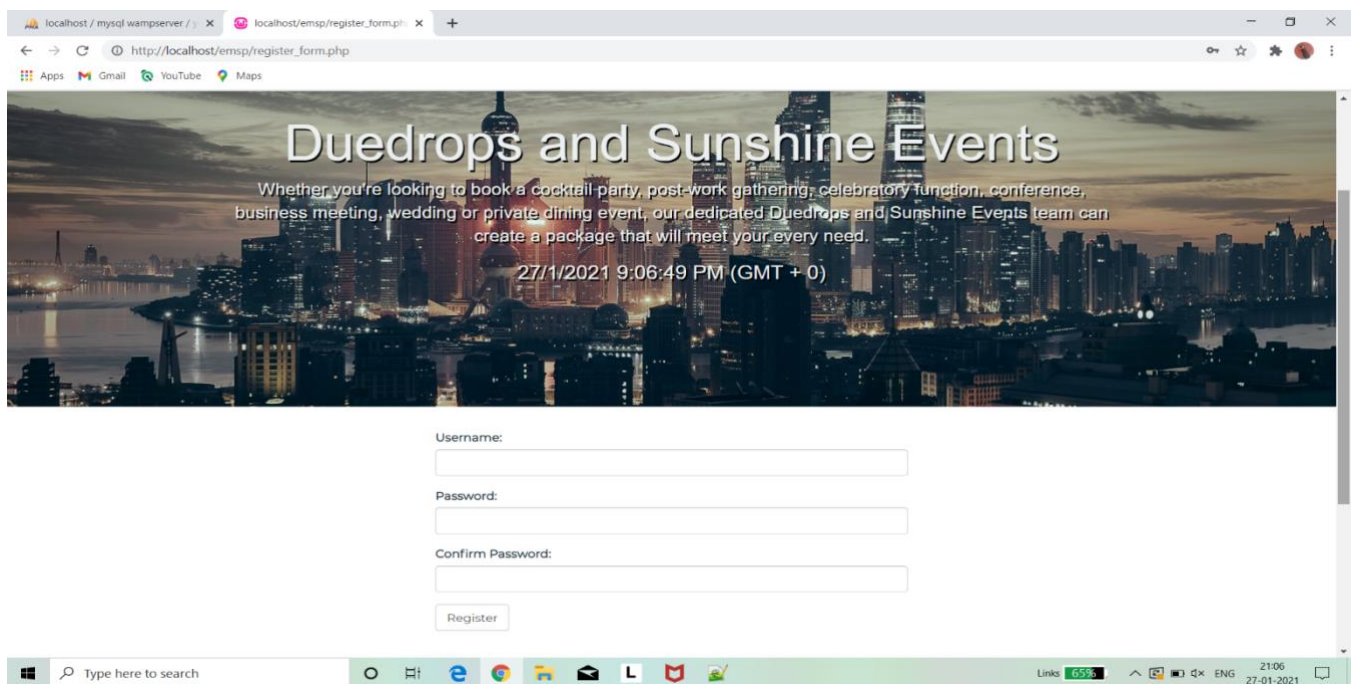 localhost / mysql wampserver /
localhost/emsp/register_form.ph
http://localhost/emsp/register_form.php
Apps Gmail YouTube Maps
Duedrops and Sunshine Events
Whether you're looking to book a cocktail party, post-work gathering, celebratory function, conference,
business meeting, wedding or private dining event, our dedicated Duedrops and Sunshine Events team can
create a package that will meet your every need.
27/1/2021 9:06:49 PM (GMT + 0)
Username:
Password:
Confirm Password:
Register
Type here to search
L
Links 65% ENG
21:06
27-01-2021